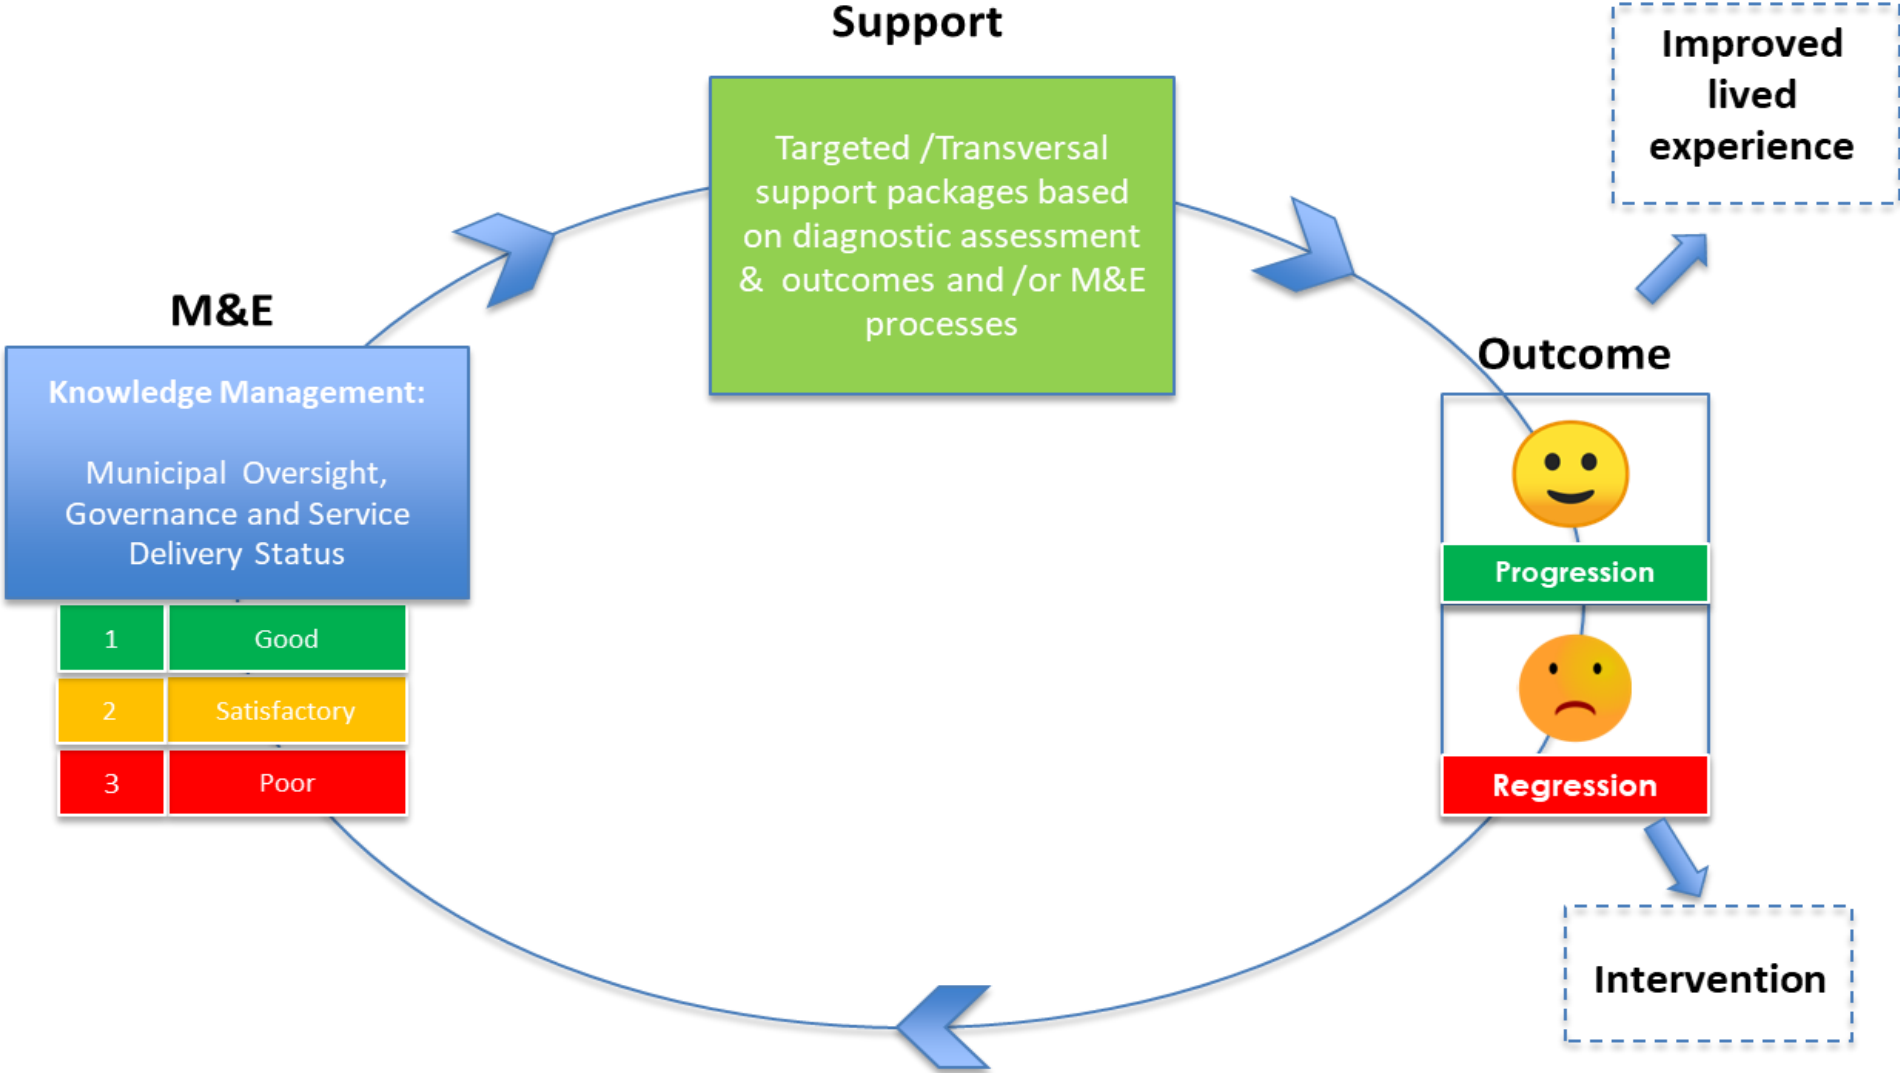 Support
Targeted /Transversal
support packages based
on diagnostic assessment
& outcomes and /or M&E
processes
Improved
lived
experience
M&E
Knowledge Management:
Municipal Oversight,
Governance and Service
Delivery Status
1 Good
2 Satisfactory
3 Poor
Outcome
Progression
Regression
Intervention